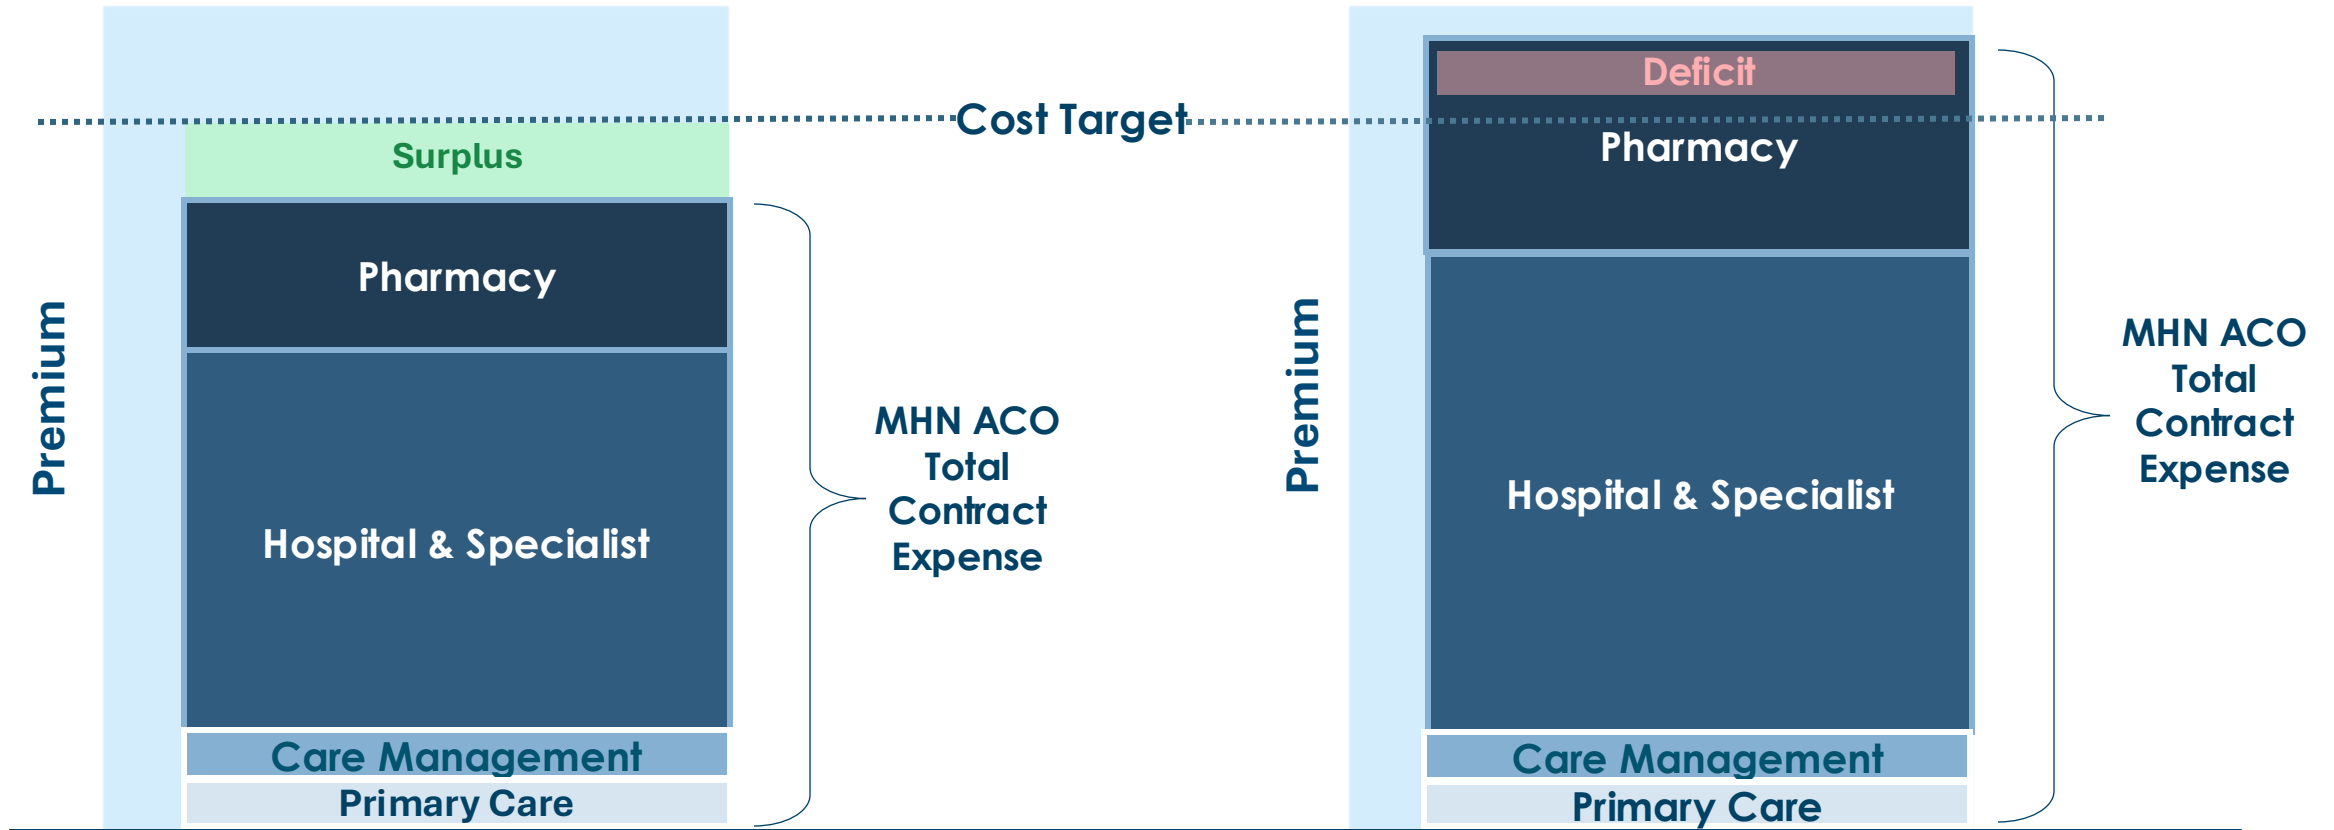 Premium
Surplus
Pharmacy
Hospital & Specialist
Care Management
Primary Care
MHN ACO
Total
Contract
Expense
Cost Target
Premium
Deficit
Pharmacy
Hospital & Specialist
Care Management
Primary Care
MHN ACO
Total
Contract
Expense